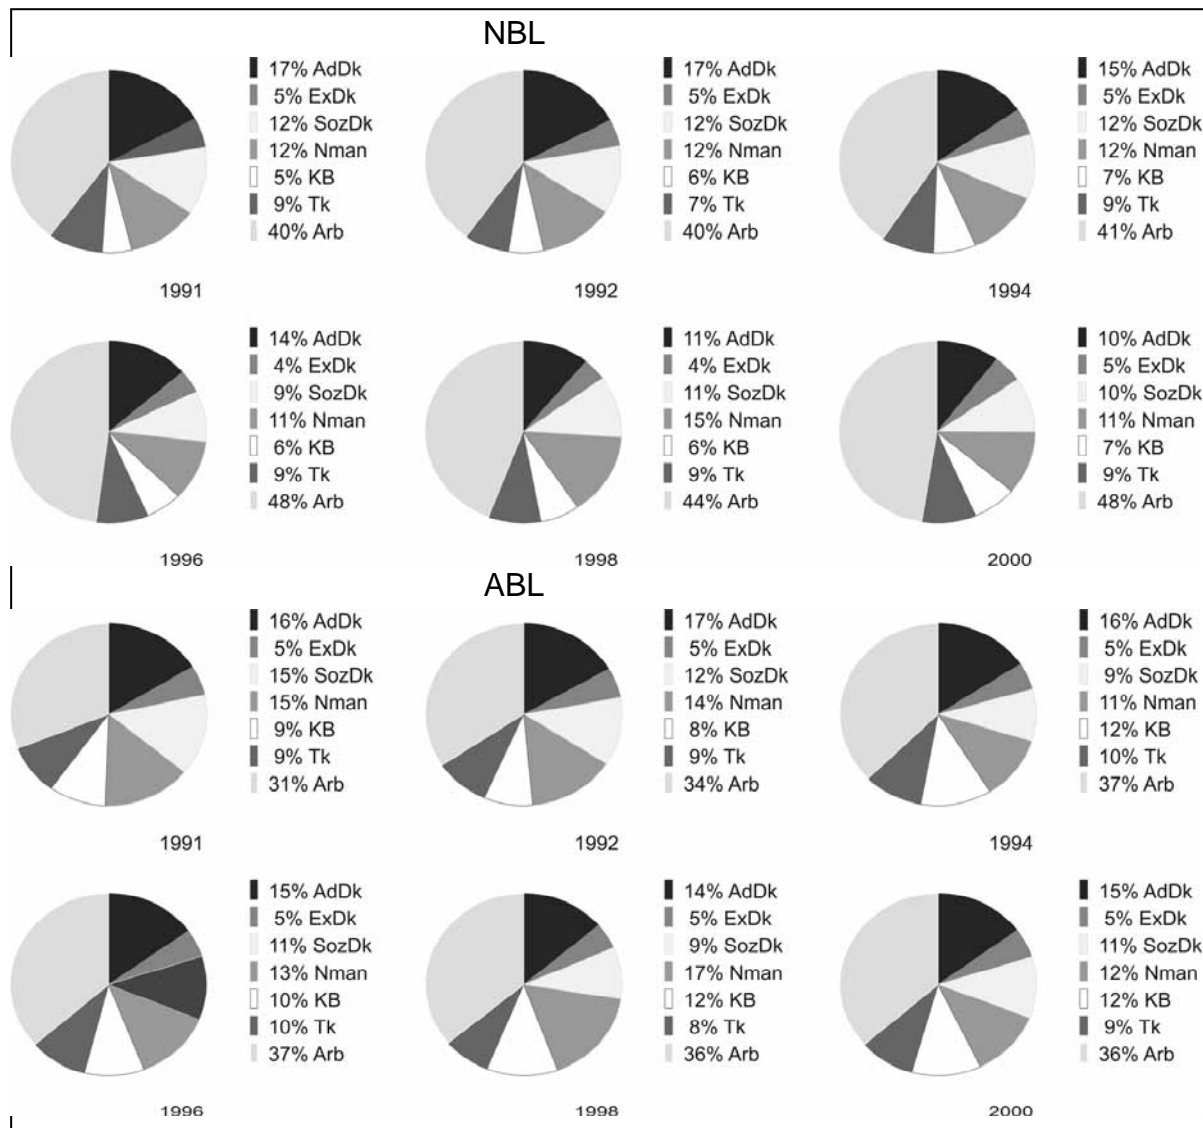 NBL
17% AdDk
5% ExDk
12% SozDk
12% Nman
5% KB
9% Tk
40% Arb
1991
17% AdDk
5% ExDk
12% SozDk
12% Nman
6% KB
7% Tk
40% Arb
1992
15% AdDk
5% ExDk
12% SozDk
12% Nman
7% KB
9% Tk
41% Arb
1994
14% AdDk
4% ExDk
9% SozDk
11% Nman
6% KB
9% Tk
48% Arb
1996
11% AdDk
4% ExDk
11% SozDk
15% Nman
6% KB
9% Tk
44% Arb
1998
10% AdDk
5% ExDk
10% SozDk
11% Nman
7% KB
9% Tk
48% Arb
2000
ABL
16% AdDk
5% ExDk
15% SozDk
15% Nman
9% KB
9% Tk
31% Arb
1991
17% AdDk
5% ExDk
12% SozDk
14% Nman
8% KB
9% Tk
34% Arb
1992
16% AdDk
5% ExDk
9% SozDk
11% Nman
12% KB
10% Tk
37% Arb
1994
15% AdDk
5% ExDk
11% SozDk
13% Nman
10% KB
10% Tk
37% Arb
1996
14% AdDk
5% ExDk
9% SozDk
17% Nman
12% KB
8% Tk
36% Arb
1998
15% AdDk
5% ExDk
11% SozDk
12% Nman
12% KB
9% Tk
36% Arb
2000